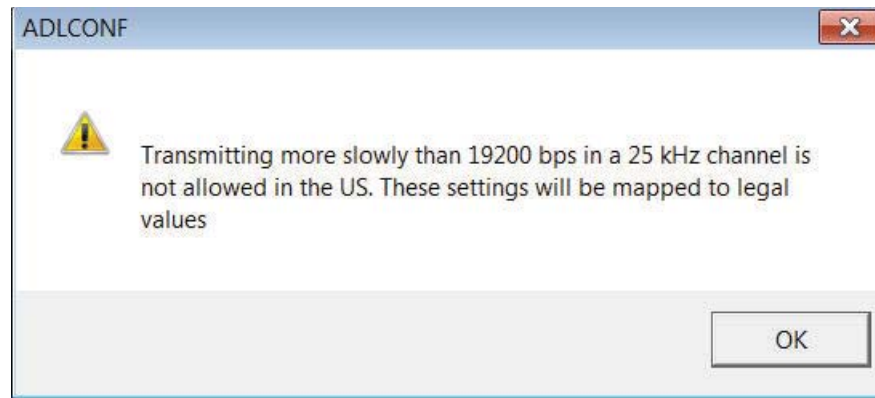 ADLCONF
Transmitting more slowly than 19200 bps in a 25 kHz channel is
not allowed in the US. These settings will be mapped to legal
values
OK